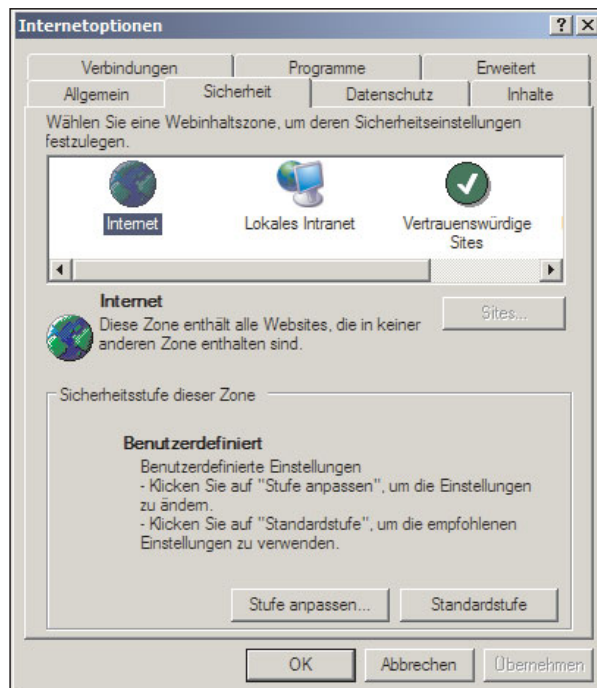 Internetoptionen
Verbindungen Programme Erweitert
Allgemein Sicherheit Datenschutz Inhalte
Wählen Sie eine Webinhaltszone, um deren Sicherheitseinstellungen
festzulegen.
Internet Lokales Intranet Vertrauenswürdige
Sites
Internet
Sites...
Diese Zone enthält alle Websites, die in keiner
anderen Zone enthalten sind.
Sicherheitsstufe dieser Zone
Benutzerdefiniert
Benutzerdefinierte Einstellungen
- Klicken Sie auf "Stufe anpassen", um die Einstellungen
zu ändern.
- Klicken Sie auf "Standardstufe", um die empfohlenen
Einstellungen zu verwenden.
Stufe anpassen... Standardstufe
OK Abbrechen Übernehmen